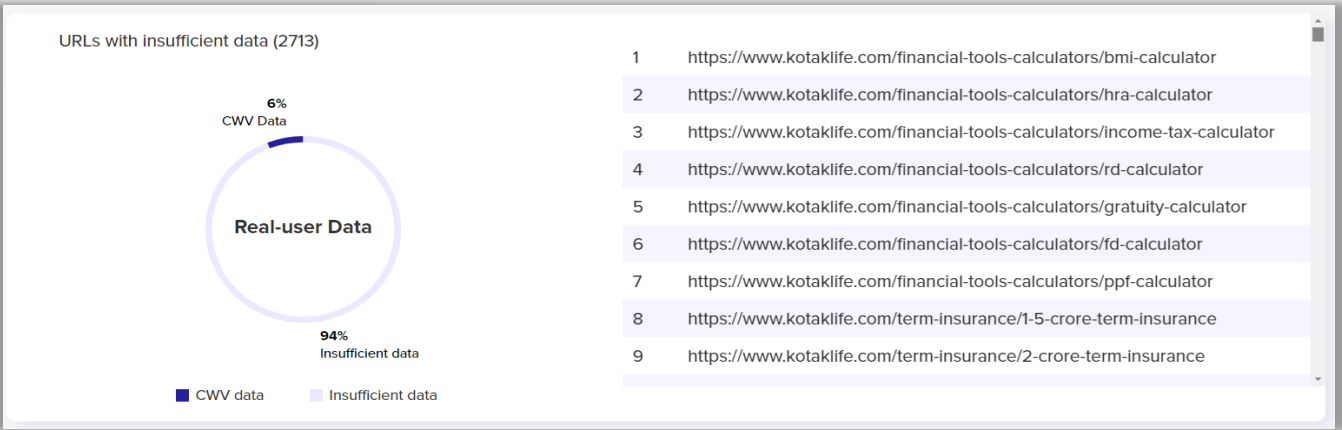 URLs with insufficient data (2713)
6%
CWV Data
Real-user Data
94%
Insufficient data
CWV data
Insufficient data
1 https://www.kotaklife.com/financial-tools-calculators/bmi-calculator
2 https://www.kotaklife.com/financial-tools-calculators/hra-calculator
3 https://www.kotaklife.com/financial-tools-calculators/income-tax-calculator
4 https://www.kotaklife.com/financial-tools-calculators/rd-calculator
5 https://www.kotaklife.com/financial-tools-calculators/gratuity-calculator
6 https://www.kotaklife.com/financial-tools-calculators/fd-calculator
7 https://www.kotaklife.com/financial-tools-calculators/ppf-calculator
8 https://www.kotaklife.com/term-insurance/1-5-crore-term-insurance
9 https://www.kotaklife.com/term-insurance/2-crore-term-insurance